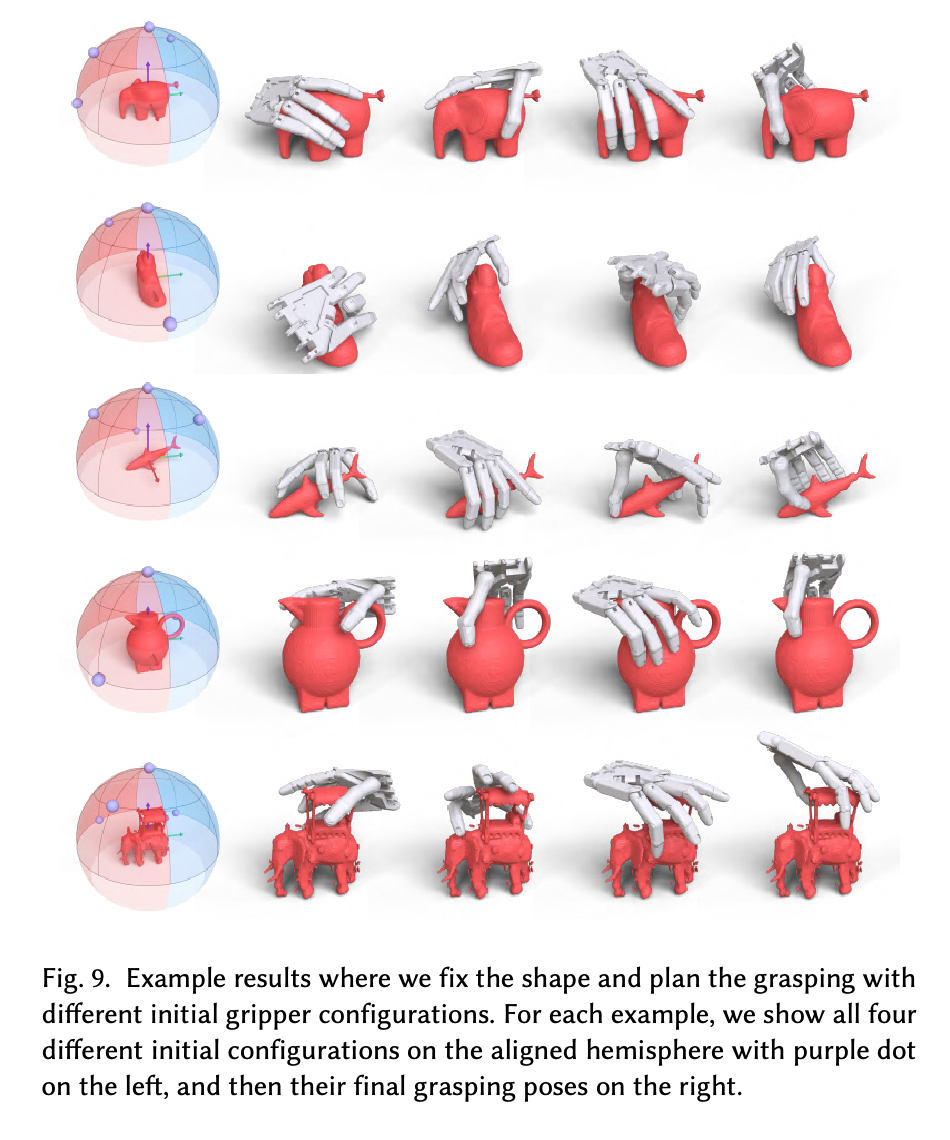 Fig. 9. Example results where we fix the shape and plan the grasping with
different initial gripper configurations. For each example, we show all four
different initial configurations on the aligned hemisphere with purple dot
on the left, and then their final grasping poses on the right.